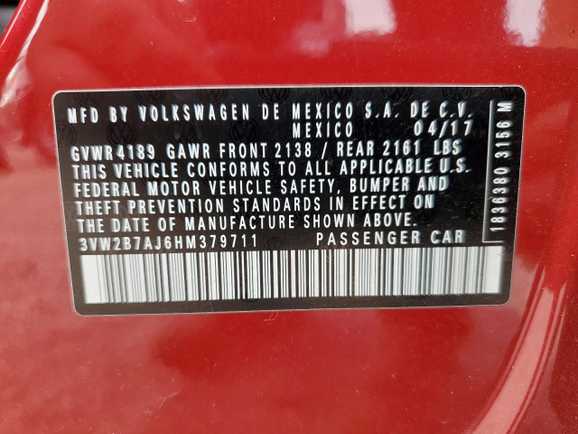 MFD BY VOLKSWAGEN DE MEXICO S.A. DE C.V.
MEXICO 04/17
GVWR 4189 GAWR FRONT 2138 / REAR 2161 LBS
THIS VEHICLE CONFORMS TO ALL APPLICABLE U.S.
FEDERAL MOTOR VEHICLE SAFETY, BUMPER AND
THEFT PREVENTION STANDARDS IN EFFECT ON
THE DATE OF MANUFACTURE SHOWN ABOVE.
3VW2B7AJ6HM379711 PASSENGER CAR
1836380 3156 M